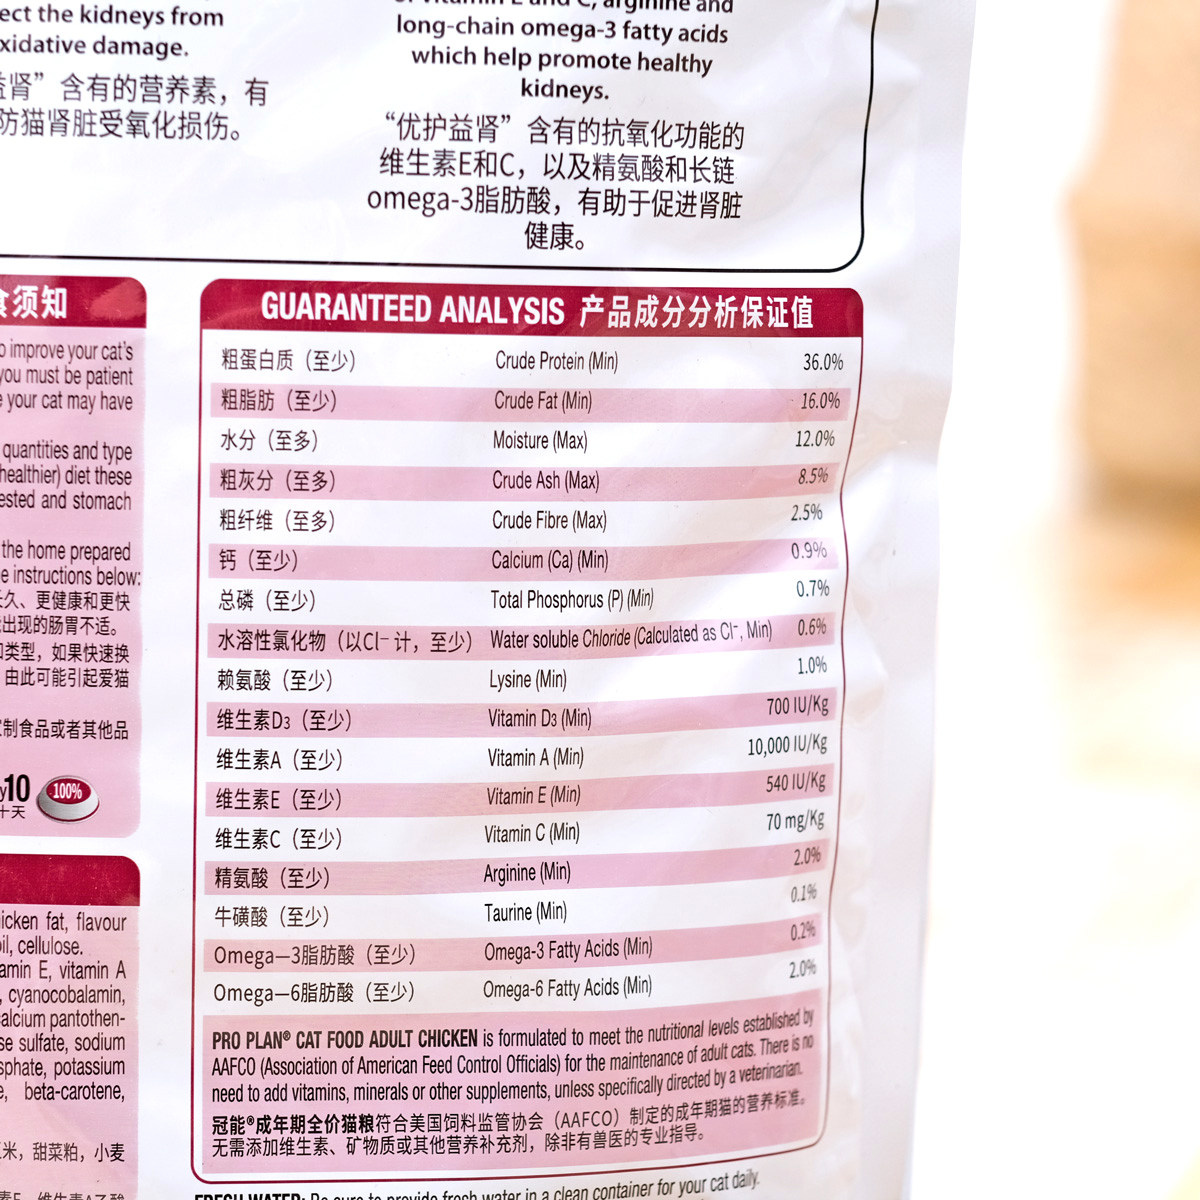 ect the kidneys from
xidative damage.
益肾”含有的营养素，有
防猫肾脏受氧化损伤。
arginine and
long-chain omega-3 fatty acids
which help promote healthy
kidneys.
“优护益肾”含有的抗氧化功能的
维生素E和C，以及精氨酸和长链
omega-3脂肪酸，有助于促进肾脏
健康。
食须知
o improve your cat's
you must be patient
e your cat may have
quantities and type
healthier) diet these
ested and stomach
the home prepared
e instructions below:
长久、更健康和更快
出现的肠胃不适。
类型，如果快速换
由此可能引起爱猫
制食品或者其他品
y10
十天
100%
icken fat, flavour
oil, cellulose.
amin E, vitamin A
, cyanocobalamin,
calcium pantothen-
se sulfate, sodium
sphate, potassium
e, beta-carotene,
米，甜菜粕，小麦
GUARANTEED ANALYSIS 产品成分分析保证值
粗蛋白质（至少） Crude Protein (Min) 36.0%
粗脂肪（至少） Crude Fat (Min) 16.0%
水分（至多） Moisture (Max) 12.0%
粗灰分（至多） Crude Ash (Max) 8.5%
粗纤维（至多） Crude Fibre (Max) 2.5%
钙（至少） Calcium (Ca) (Min) 0.9%
总磷（至少） Total Phosphorus (P) (Min) 0.7%
水溶性氯化物（以Cl⁻计，至少） Water soluble Chloride (Calculated as Cl⁻, Min) 0.6%
赖氨酸（至少） Lysine (Min) 1.0%
维生素D3（至少） Vitamin D3 (Min) 700 IU/Kg
维生素A（至少） Vitamin A (Min) 10,000 IU/Kg
维生素E（至少） Vitamin E (Min) 540 IU/Kg
维生素C（至少） Vitamin C (Min) 70 mg/Kg
精氨酸（至少） Arginine (Min) 2.0%
牛磺酸（至少） Taurine (Min) 0.1%
Omega—3脂肪酸（至少） Omega-3 Fatty Acids (Min) 0.2%
Omega—6脂肪酸（至少） Omega-6 Fatty Acids (Min) 2.0%
PRO PLAN® CAT FOOD ADULT CHICKEN is formulated to meet the nutritional levels established by
AAFCO (Association of American Feed Control Officials) for the maintenance of adult cats. There is no
need to add vitamins, minerals or other supplements, unless specifically directed by a veterinarian.
冠能®成年期全价猫粮符合美国饲料监管协会（AAFCO）制定的成年期猫的营养标准。
无需添加维生素、矿物质或其他营养补充剂，除非有兽医的专业指导。
FRESH WATER: Be sure to provide fresh water in a clean container for your cat daily.